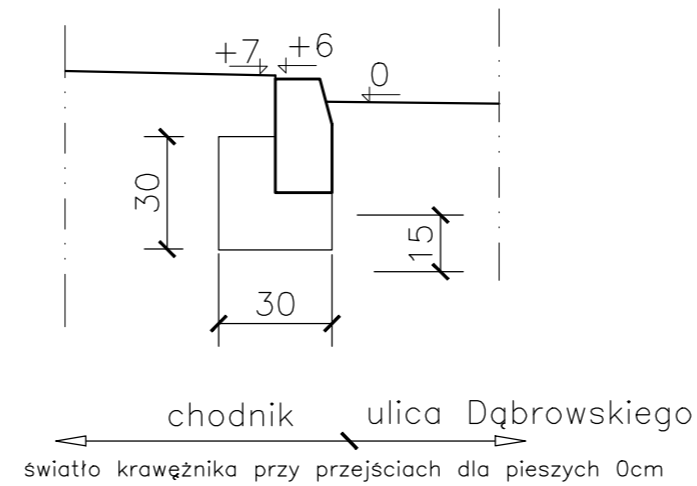 +7 +6
0
30
15
30
chodnik ulica Dąbrowskiego
światło krawężnika przy przejściach dla pieszych 0cm